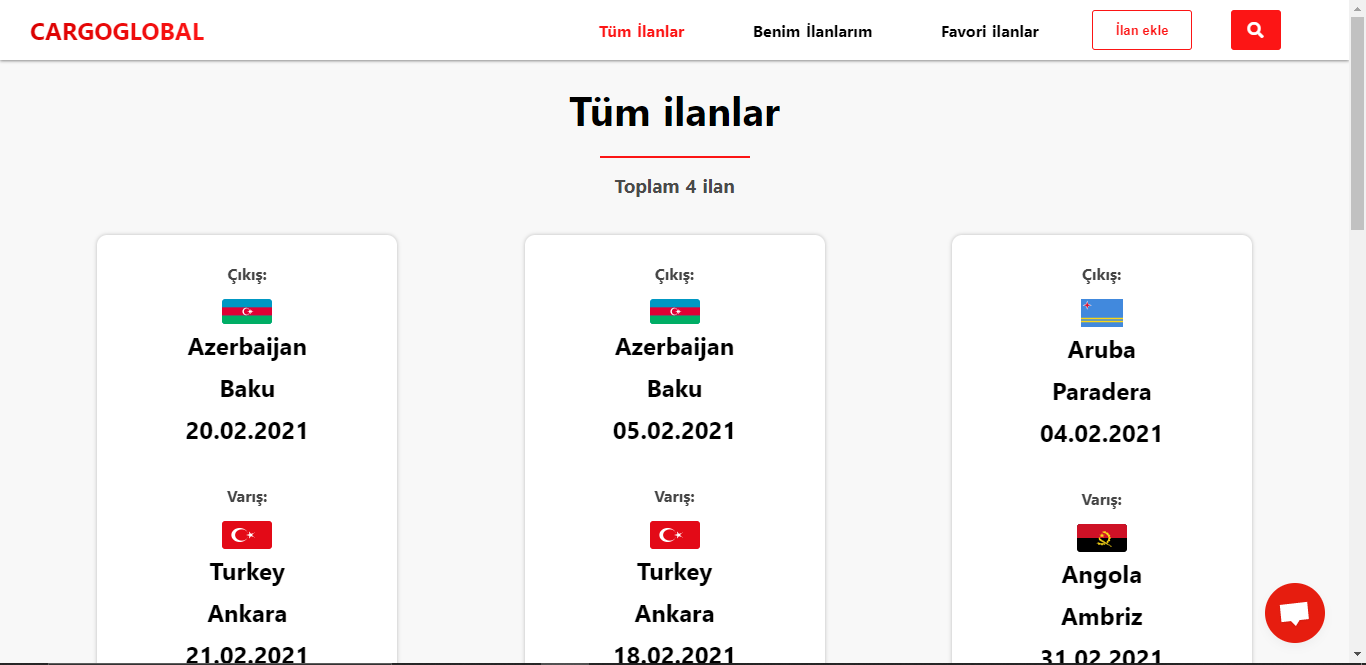 CARGOGLOBAL
Tüm İlanlar
Benim İlanlarım
Favori ilanlar
İlan ekle
Tüm ilanlar
Toplam 4 ilan
Çıkış:
Azerbaijan
Baku
20.02.2021
Varış:
Turkey
Ankara
21.02.2021
Çıkış:
Azerbaijan
Baku
05.02.2021
Varış:
Turkey
Ankara
18.02.2021
Çıkış:
Aruba
Paradera
04.02.2021
Varış:
Angola
Ambriz
31.02.2021